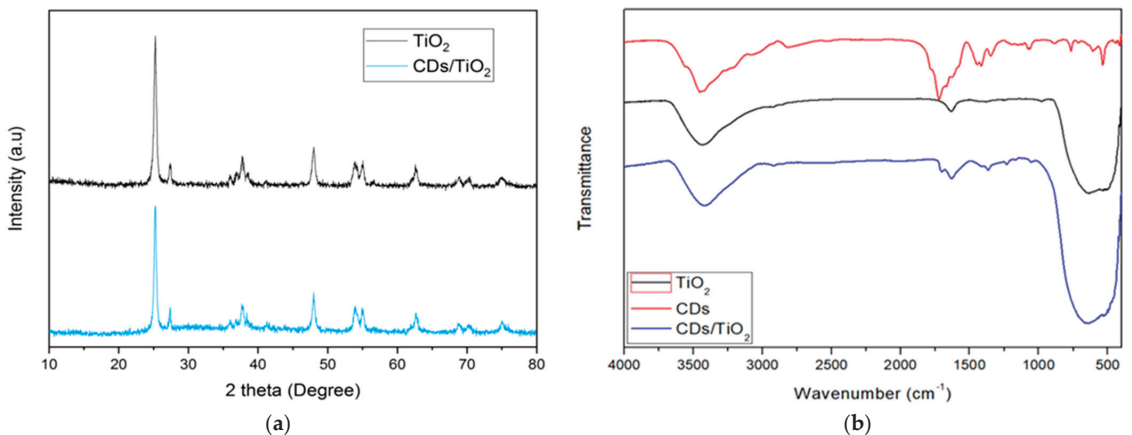 TiO₂
CDs/TiO₂
Intensity (a.u)
10 20 30 40 50 60 70 80
2 theta (Degree)
(a)
Transmittance
TiO₂
CDs
CDs/TiO₂
4000 3500 3000 2500 2000 1500 1000 500
Wavenumber (cm⁻¹)
(b)